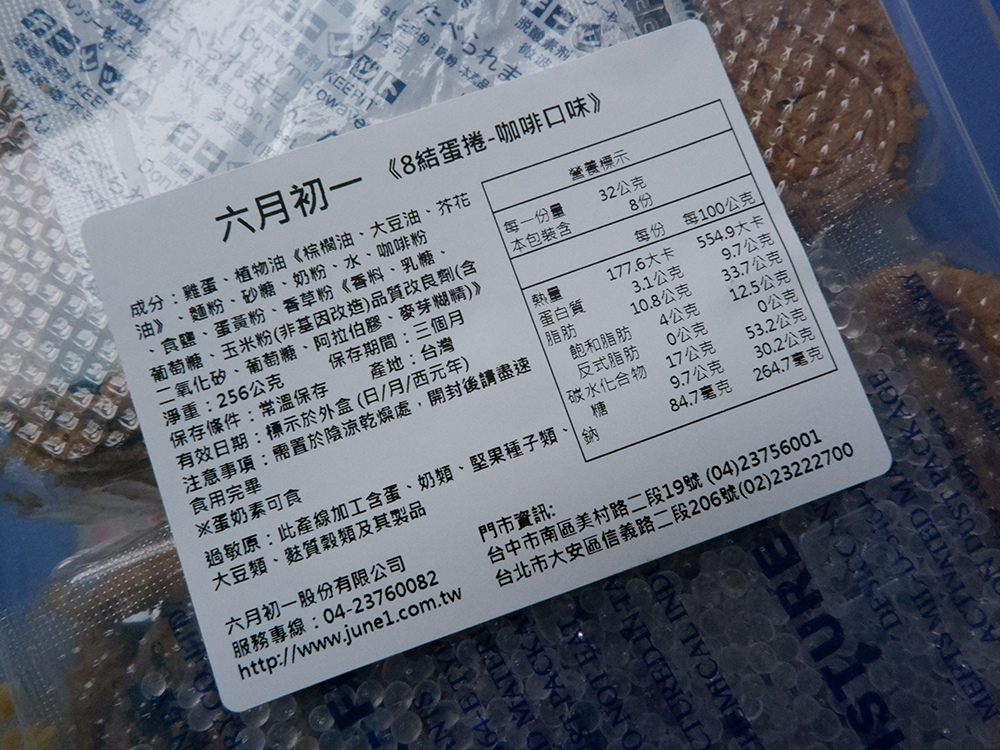 六月初一 《8結蛋捲-咖啡口味》
成分：雞蛋、植物油《棕櫚油、大豆油、芥花
油》、麵粉、砂糖、奶粉、水、咖啡粉
、食鹽、蛋黃粉、香草粉《香料、乳糖、
葡萄糖、玉米粉(非基因改造)品質改良劑(含
二氧化矽、葡萄糖、阿拉伯膠、麥芽糊精)》
淨重：256公克 保存期間：三個月
保存條件：常溫保存 產地：台灣
有效日期：標示於外盒 (日/月/西元年)
注意事項：需置於陰涼乾燥處，開封後請盡速
食用完畢
※蛋奶素可食
過敏原：此產線加工含蛋、奶類、堅果種子類、
大豆類、麩質穀類及其製品
六月初一股份有限公司
服務專線：04-23760082
http://www.june1.com.tw
營養標示
每一份量 32公克
本包裝含 8份
每份 每100公克
熱量 177.6大卡 554.9大卡
蛋白質 3.1公克 9.7公克
脂肪 10.8公克 33.7公克
飽和脂肪 4公克 12.5公克
反式脂肪 0公克 0公克
碳水化合物 17公克 53.2公克
糖 9.7公克 30.2公克
鈉 84.7毫克 264.7毫克
門市資訊:
台中市南區美村路二段19號 (04)23756001
台北市大安區信義路二段206號(02)23222700